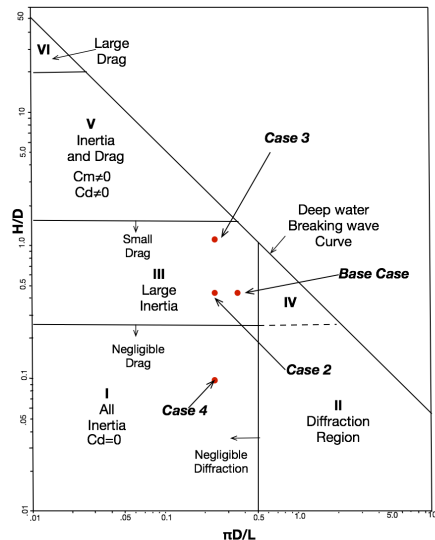 50
VI
Large
Drag
10
V
Inertia
and Drag
Cm≠0
Cd≠0
5.0
Case 3
H/D
1.0
Small
Drag
Deep water
Breaking wave
Curve
III
Large
Inertia
Base Case
IV
0.5
Negligible
Drag
Case 2
0.1
I
All
Inertia
Cd=0
Case 4
II
Diffraction
Region
.05
Negligible
Diffraction
.01
.01
.05
0.1
0.5
1.0
5.0
10
πD/L